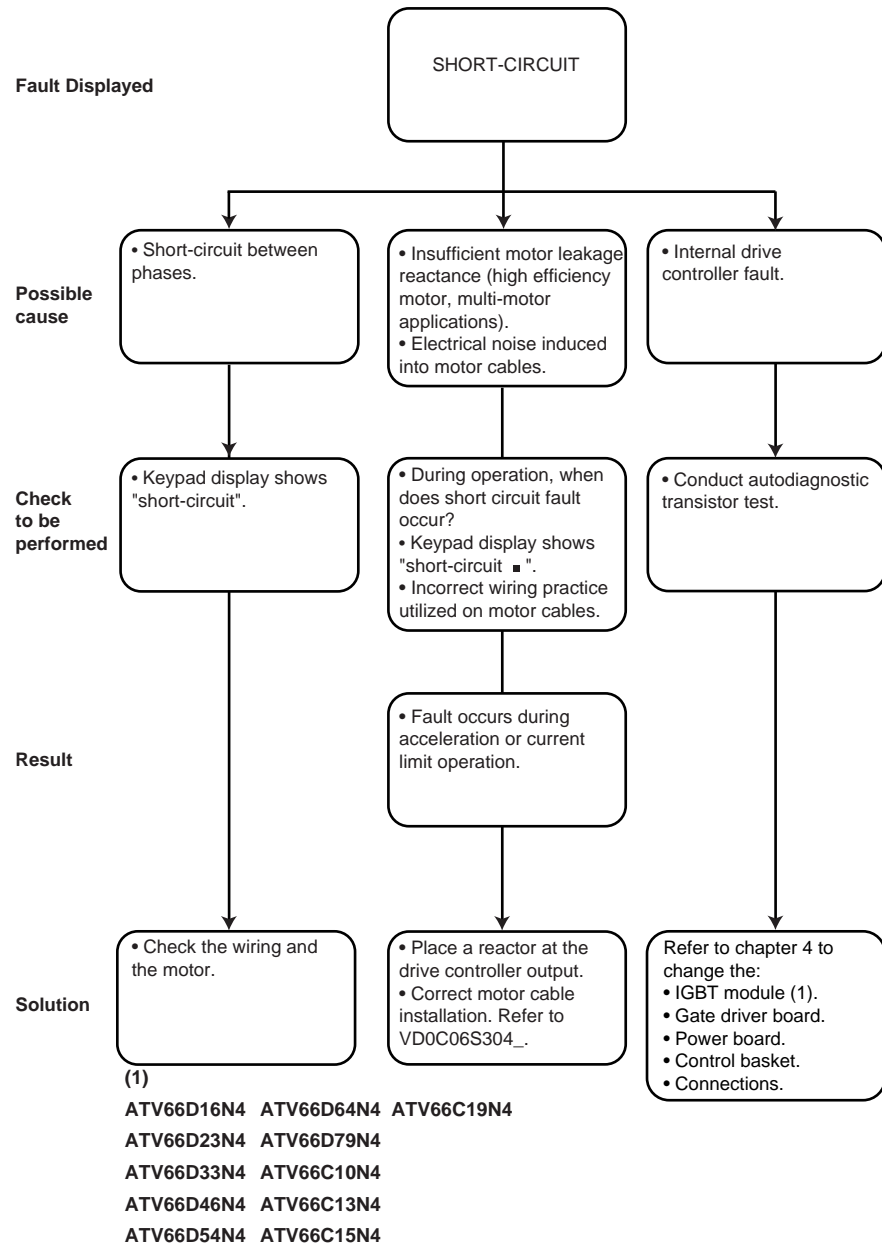 SHORT-CIRCUIT
Fault Displayed
• Short-circuit between
phases.
• Insufficient motor leakage
reactance (high efficiency
motor, multi-motor
applications).
• Electrical noise induced
into motor cables.
• Internal drive
controller fault.
Possible
cause
• Keypad display shows
"short-circuit".
• During operation, when
does short circuit fault
occur?
• Keypad display shows
"short-circuit ■ ".
• Incorrect wiring practice
utilized on motor cables.
• Conduct autodiagnostic
transistor test.
Check
to be
performed
• Fault occurs during
acceleration or current
limit operation.
Result
• Check the wiring and
the motor.
• Place a reactor at the
drive controller output.
• Correct motor cable
installation. Refer to
VD0C06S304_.
Refer to chapter 4 to
change the:
• IGBT module (1).
• Gate driver board.
• Power board.
• Control basket.
• Connections.
Solution
(1)
ATV66D16N4 ATV66D64N4 ATV66C19N4
ATV66D23N4 ATV66D79N4
ATV66D33N4 ATV66C10N4
ATV66D46N4 ATV66C13N4
ATV66D54N4 ATV66C15N4